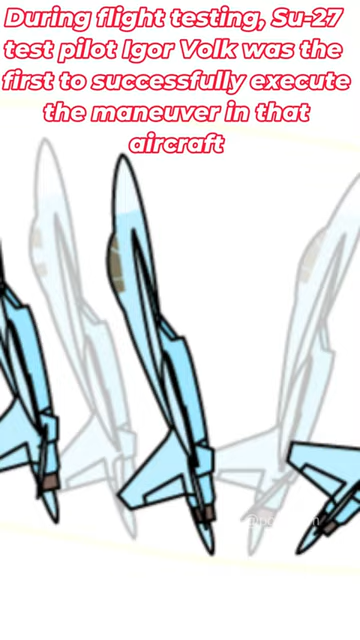 During flight testing, Su-27
test pilot Igor Volk was the
first to successfully execute
the maneuver in that
aircraft